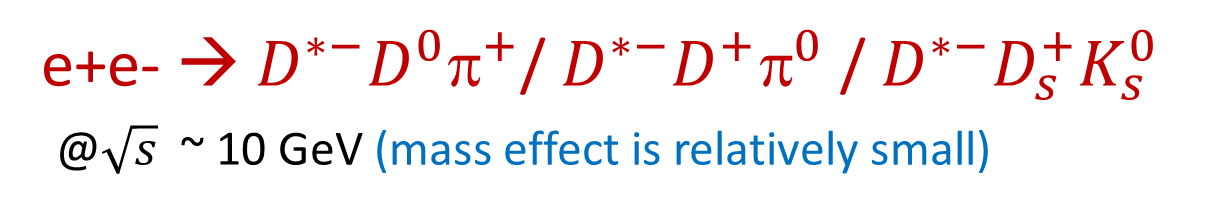 e+e- → D*⁻D⁰π⁺/ D*⁻D⁺π⁰ / D*⁻Dₛ⁺Kₛ⁰
@√s ~ 10 GeV (mass effect is relatively small)